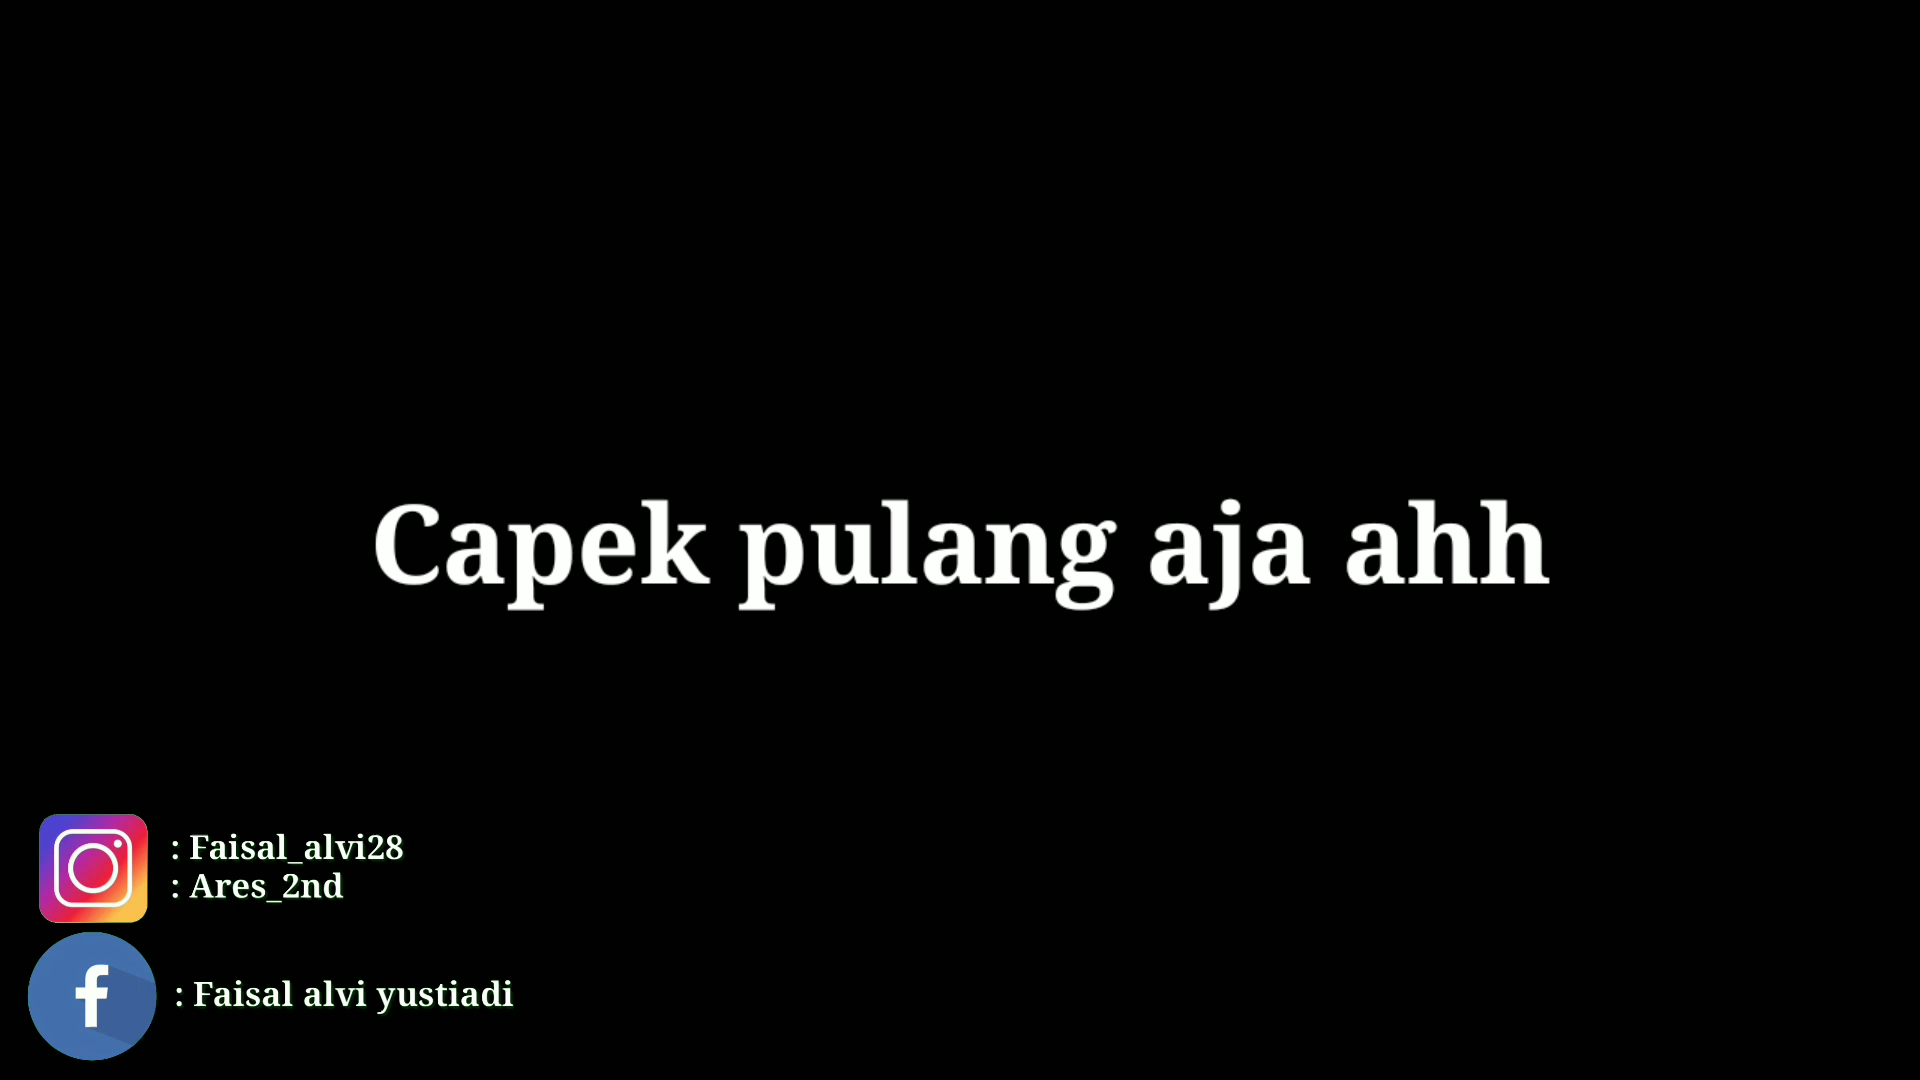 Capek pulang aja ahh
: Faisal_alvi28
: Ares_2nd
: Faisal alvi yustiadi